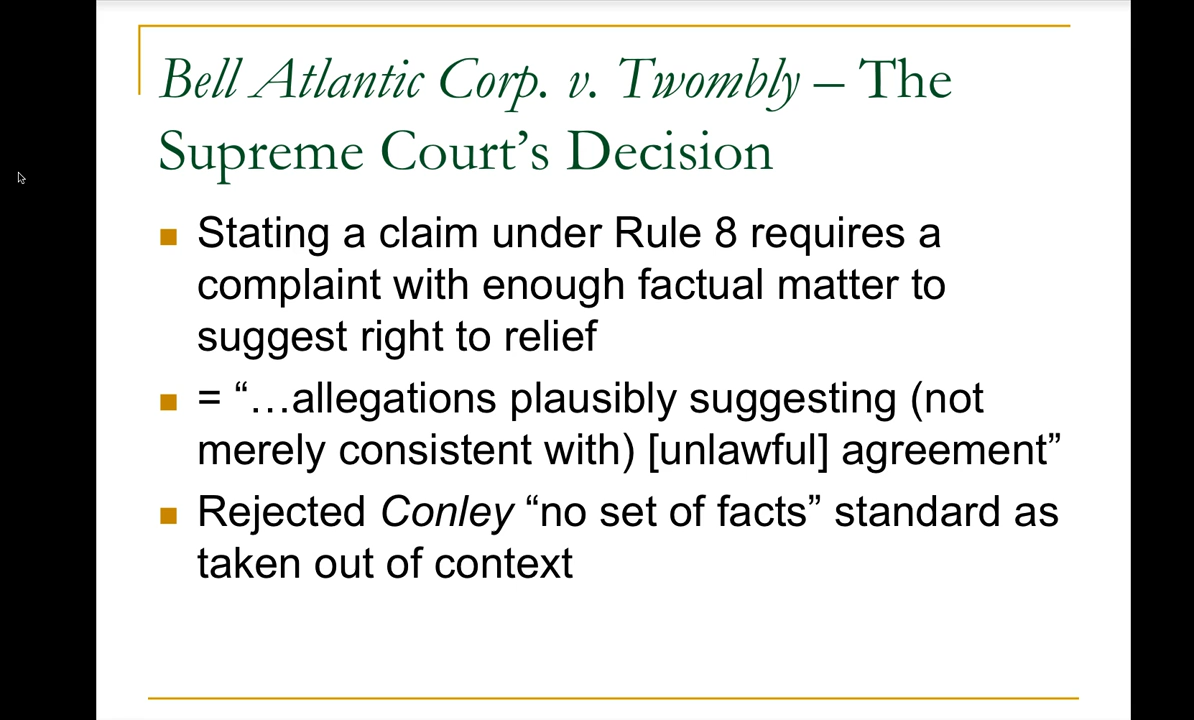 Bell Atlantic Corp. v. Twombly – The
Supreme Court’s Decision
Stating a claim under Rule 8 requires a
complaint with enough factual matter to
suggest right to relief
= “…allegations plausibly suggesting (not
merely consistent with) [unlawful] agreement”
Rejected Conley “no set of facts” standard as
taken out of context